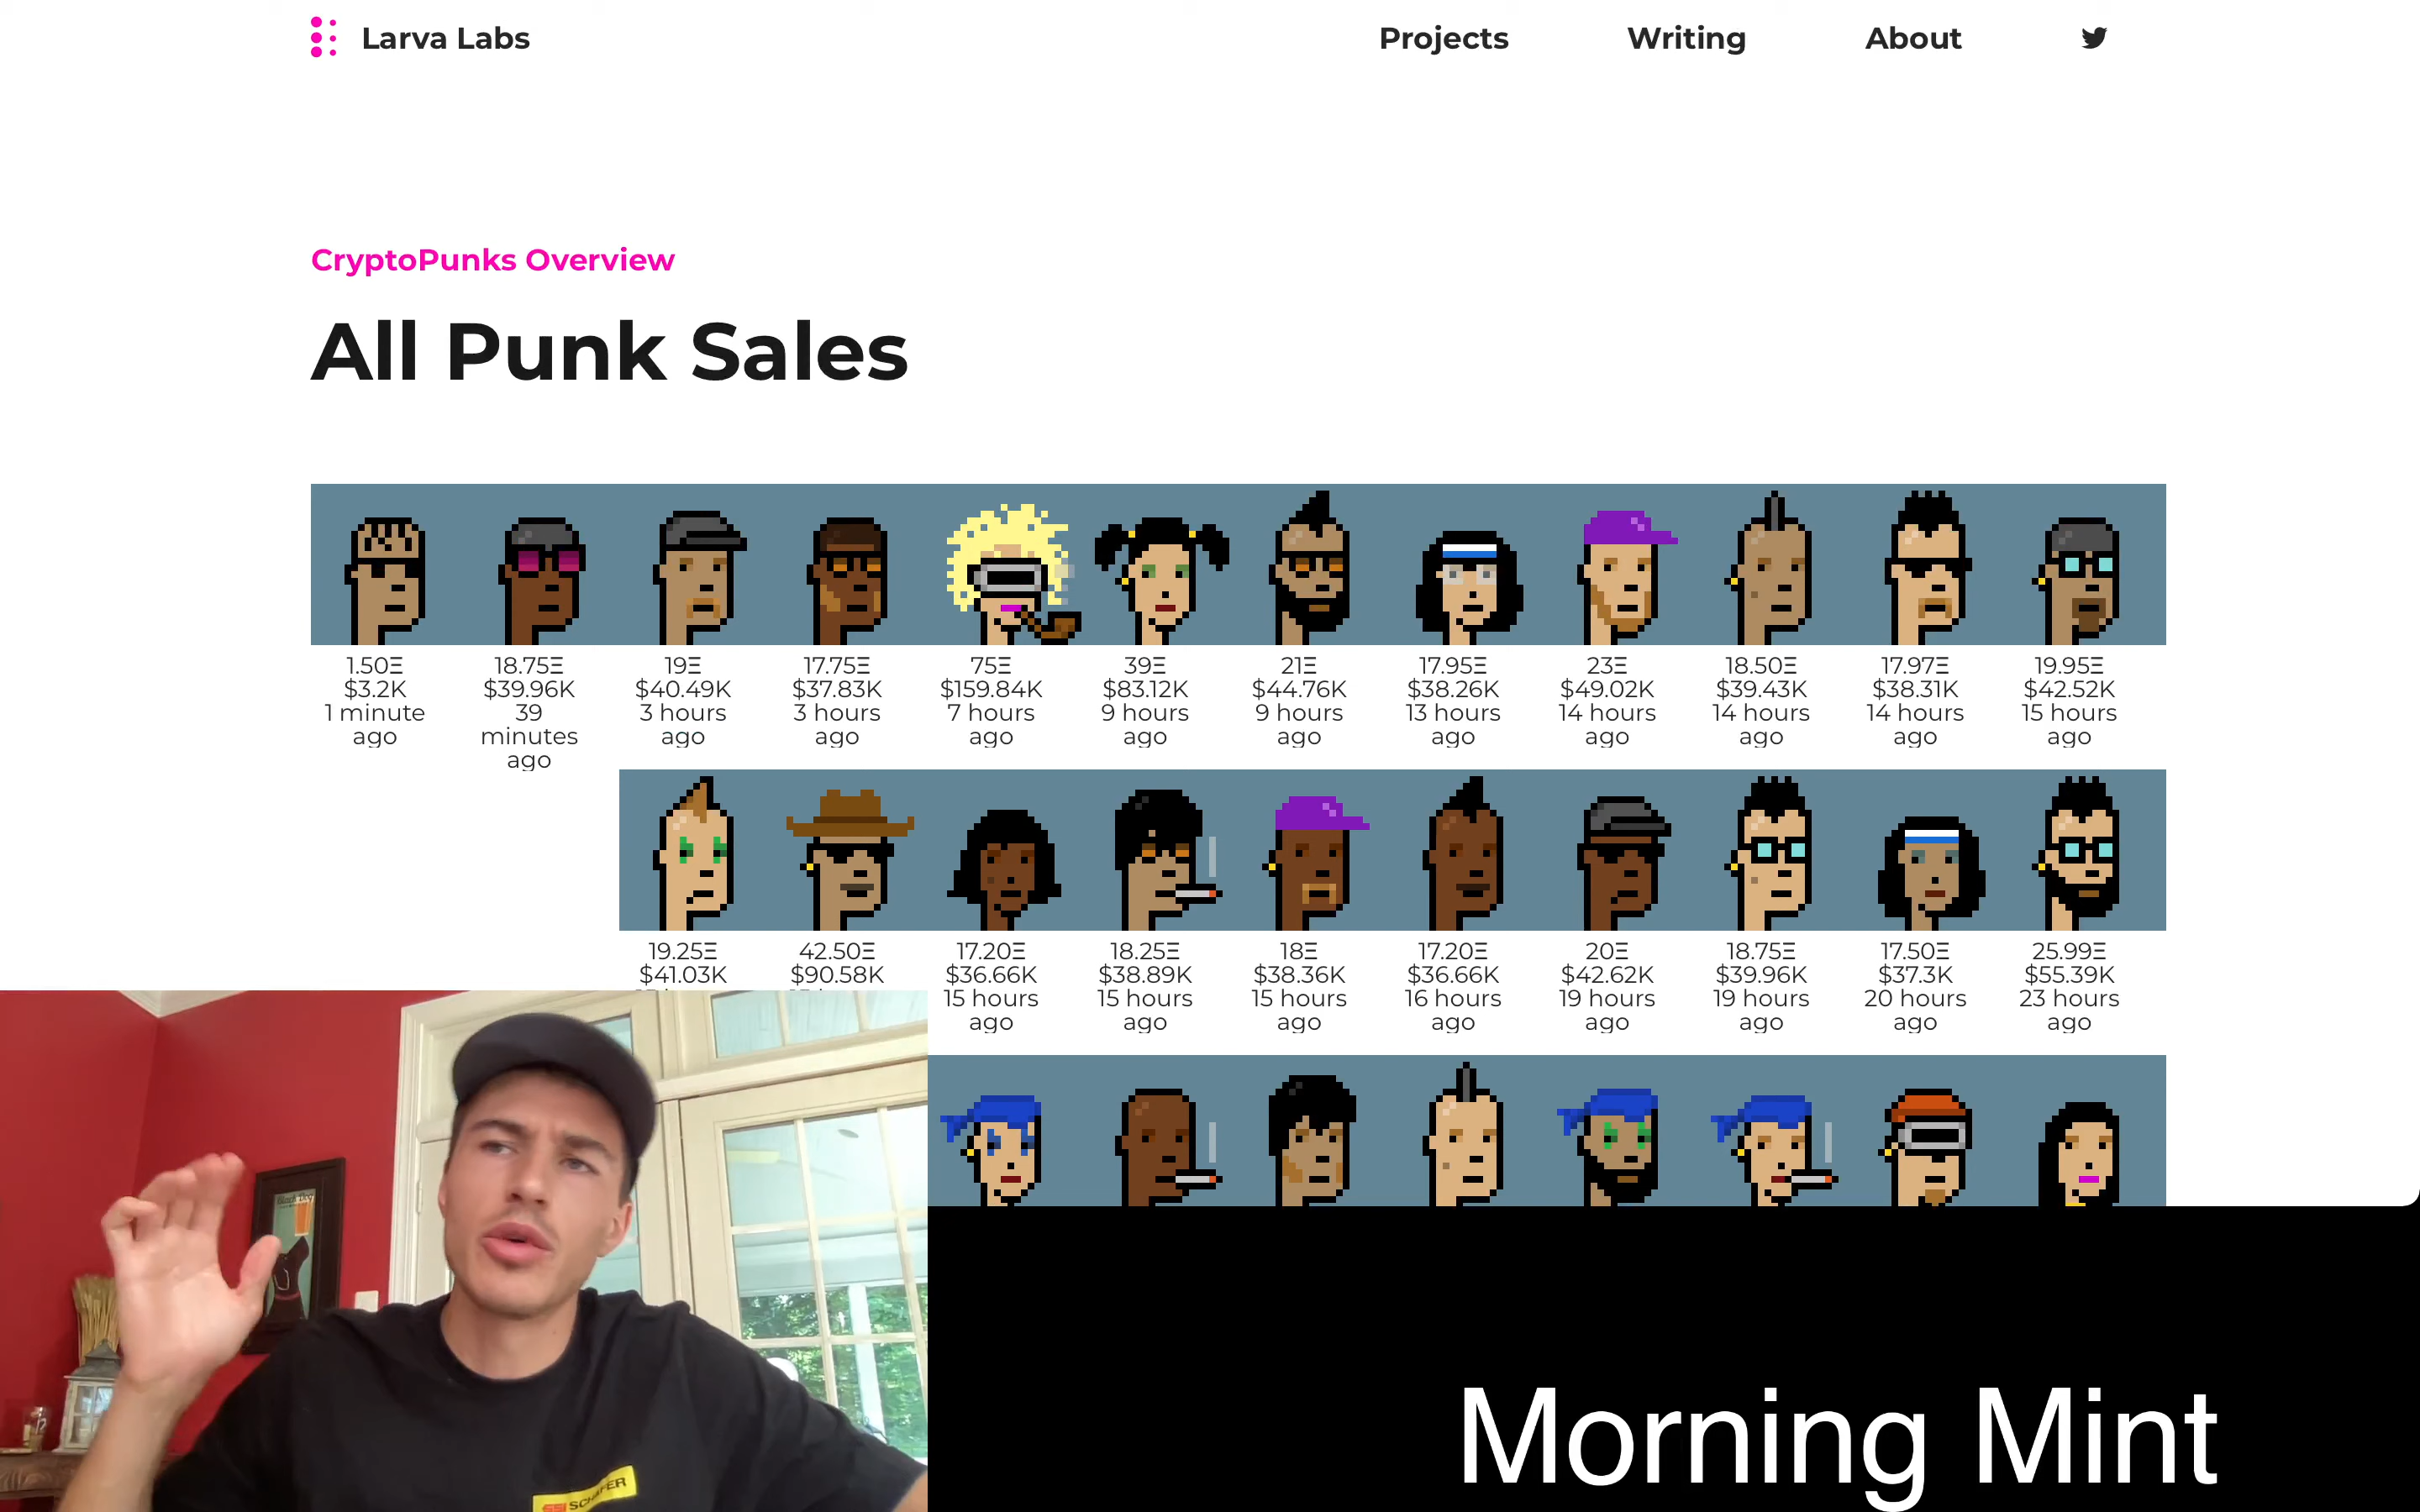 Larva Labs
Projects
Writing
About
CryptoPunks Overview
All Punk Sales
1.50Ξ
$3.2K
1 minute
ago
18.75Ξ
$39.96K
39
minutes
ago
19Ξ
$40.49K
3 hours
ago
17.75Ξ
$37.83K
3 hours
ago
75Ξ
$159.84K
7 hours
ago
39Ξ
$83.12K
9 hours
ago
21Ξ
$44.76K
9 hours
ago
17.95Ξ
$38.26K
13 hours
ago
23Ξ
$49.02K
14 hours
ago
18.50Ξ
$39.43K
14 hours
ago
17.97Ξ
$38.31K
14 hours
ago
19.95Ξ
$42.52K
15 hours
ago
19.25Ξ
$41.03K
42.50Ξ
$90.58K
17.20Ξ
$36.66K
15 hours
ago
18.25Ξ
$38.89K
15 hours
ago
18Ξ
$38.36K
15 hours
ago
17.20Ξ
$36.66K
16 hours
ago
20Ξ
$42.62K
19 hours
ago
18.75Ξ
$39.96K
19 hours
ago
17.50Ξ
$37.3K
20 hours
ago
25.99Ξ
$55.39K
23 hours
ago
Morning Mint